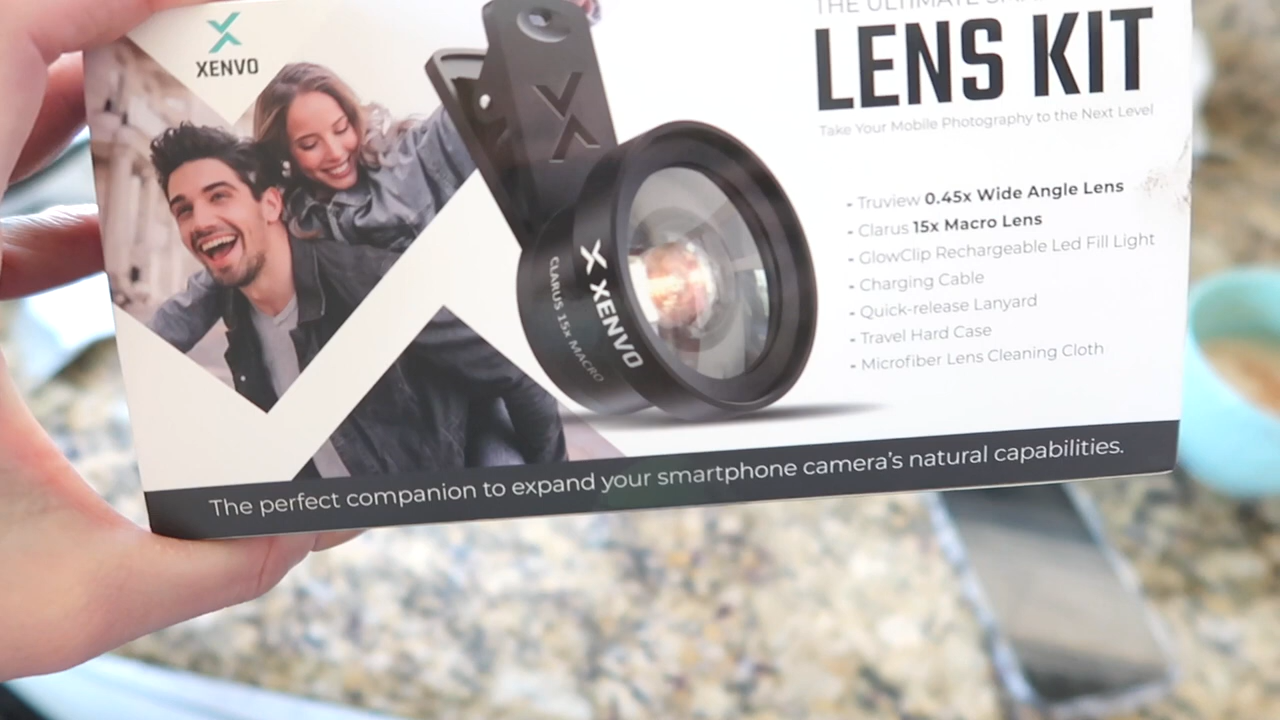 XENVO
THE ULTIMATE
LENS KIT
Take Your Mobile Photography to the Next Level
- Truview 0.45x Wide Angle Lens
- Clarus 15x Macro Lens
- GlowClip Rechargeable Led Fill Light
- Charging Cable
- Quick-release Lanyard
- Travel Hard Case
- Microfiber Lens Cleaning Cloth
X XENVO
CLARUS 15x MACRO
The perfect companion to expand your smartphone camera's natural capabilities.